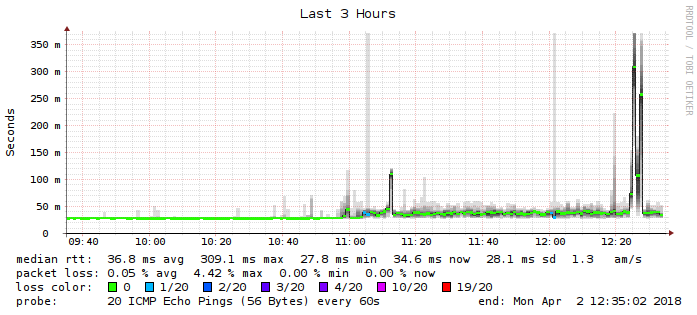 Last 3 Hours
RRDTOOL / TOBI OETIKER
Seconds
350 m
300 m
250 m
200 m
150 m
100 m
50 m
0
09:40 10:00 10:20 10:40 11:00 11:20 11:40 12:00 12:20
median rtt: 36.8 ms avg 309.1 ms max 27.8 ms min 34.6 ms now 28.1 ms sd 1.3 am/s
packet loss: 0.05 % avg 4.42 % max 0.00 % min 0.00 % now
loss color: 0 1/20 2/20 3/20 4/20 10/20 19/20
probe: 20 ICMP Echo Pings (56 Bytes) every 60s end: Mon Apr 2 12:35:02 2018